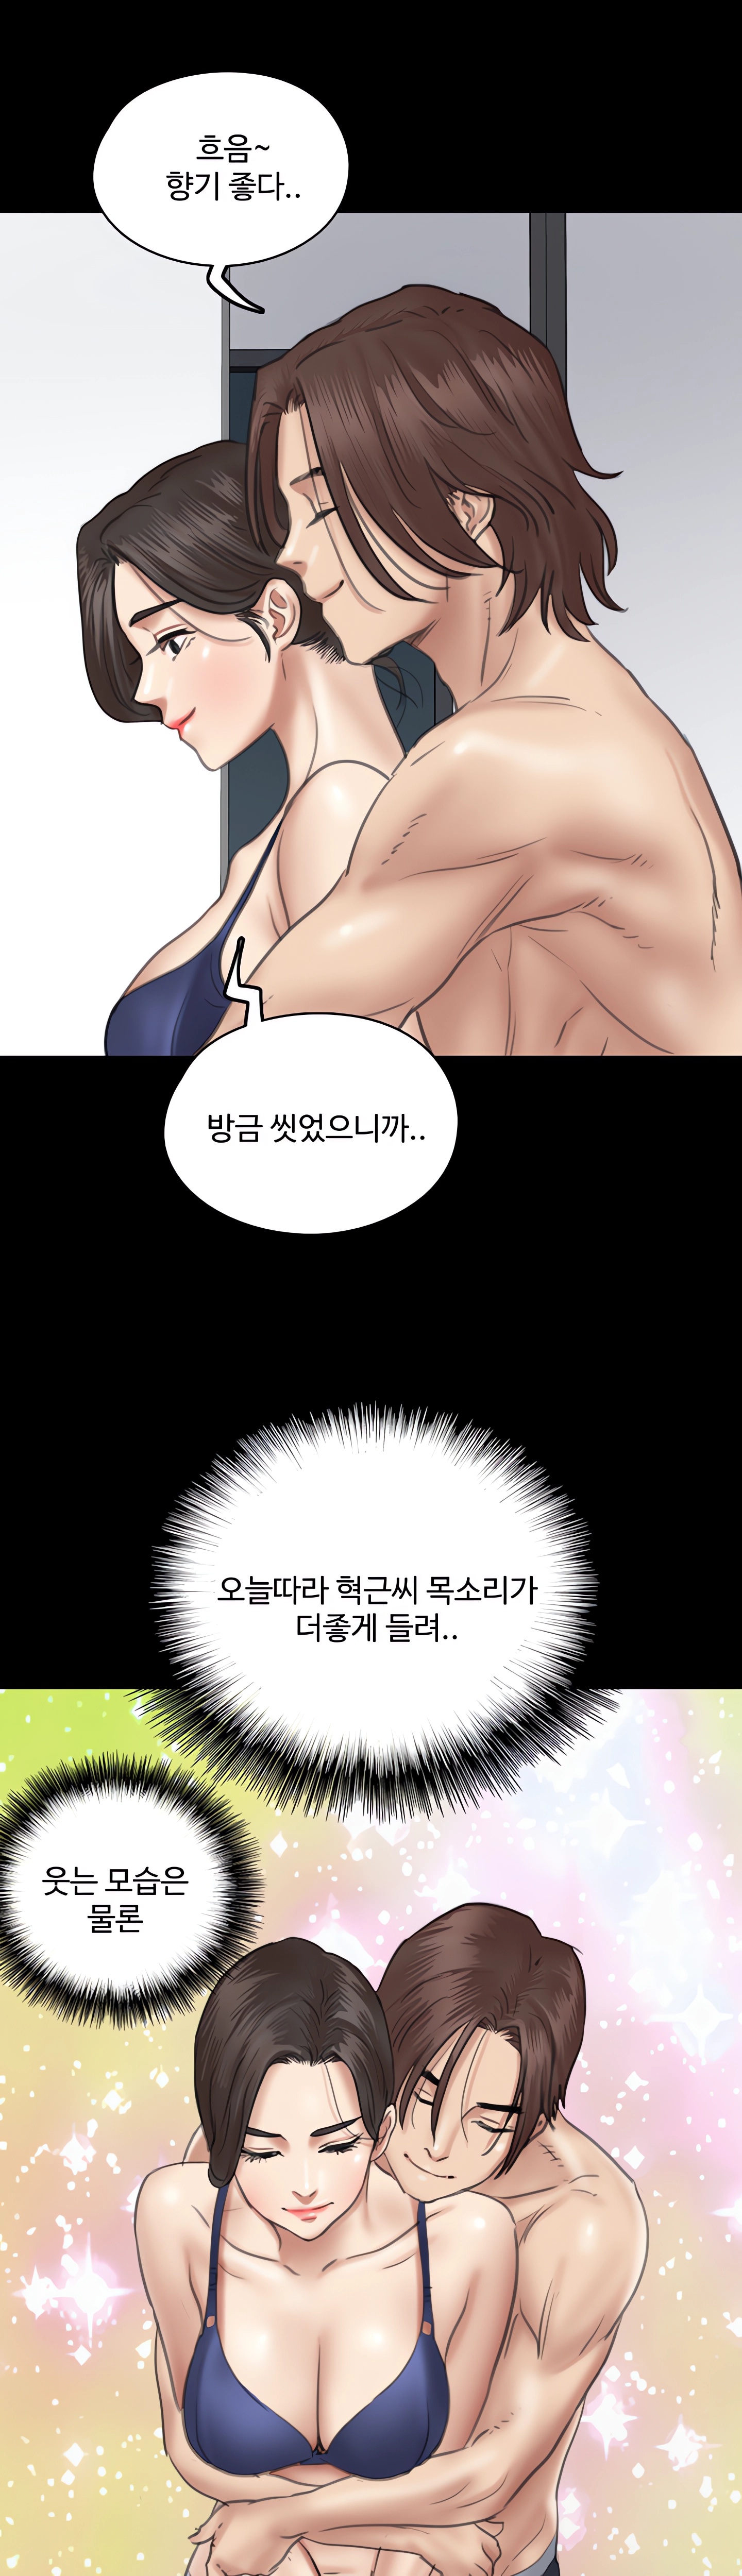 흐음~
향기 좋다..
방금 씻었으니까..
오늘따라 혁근씨 목소리가
더좋게 들려..
웃는 모습은
물론